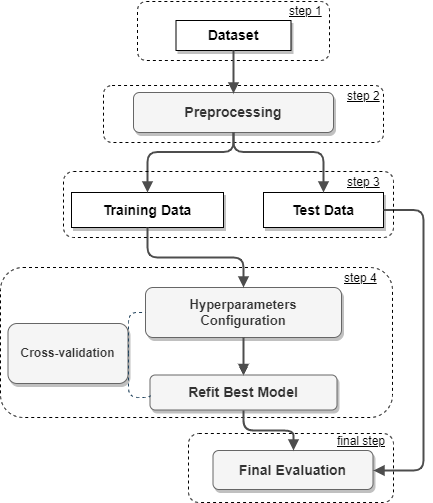 step 1
Dataset
step 2
Preprocessing
step 3
Training Data
Test Data
step 4
Hyperparameters
Configuration
Cross-validation
Refit Best Model
final step
Final Evaluation